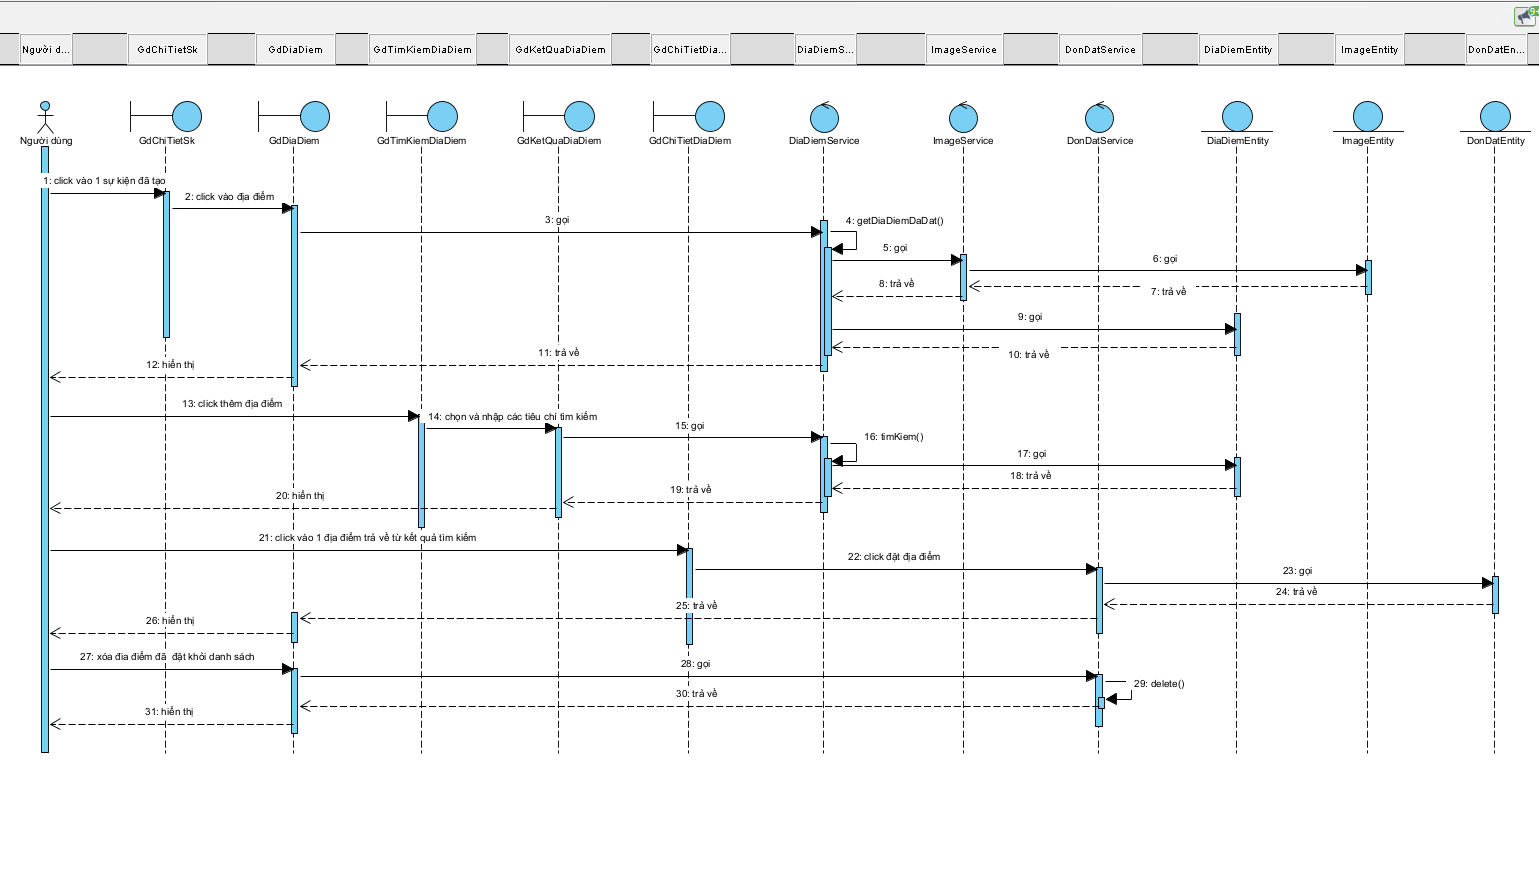 9+
Người d...
GdChiTietSk
GdDiaDiem
GdTimKiemDiaDiem
GdKetQuaDiaDiem
GdChiTietDia...
DiaDiemS...
ImageService
DonDatService
DiaDiemEntity
ImageEntity
DonDatEn...
Người dùng
GdChiTietSk
GdDiaDiem
GdTimKiemDiaDiem
GdKetQuaDiaDiem
GdChiTietDiaDiem
DiaDiemService
ImageService
DonDatService
DiaDiemEntity
ImageEntity
DonDatEntity
1: click vào 1 sự kiện đã tạo
2: click vào địa điểm
3: gọi
4: getDiaDiemDaDat()
5: gọi
6: gọi
7: trả về
8: trả về
9: gọi
10: trả về
11: trả về
12: hiển thị
13: click thêm địa điểm
14: chọn và nhập các tiêu chí tìm kiếm
15: gọi
16: timKiem()
17: gọi
18: trả về
19: trả về
20: hiển thị
21: click vào 1 địa điểm trả về từ kết quả tìm kiếm
22: click đặt địa điểm
23: gọi
24: trả về
25: trả về
26: hiển thị
27: xóa đia điểm đã đặt khỏi danh sách
28: gọi
29: delete()
30: trả về
31: hiển thị